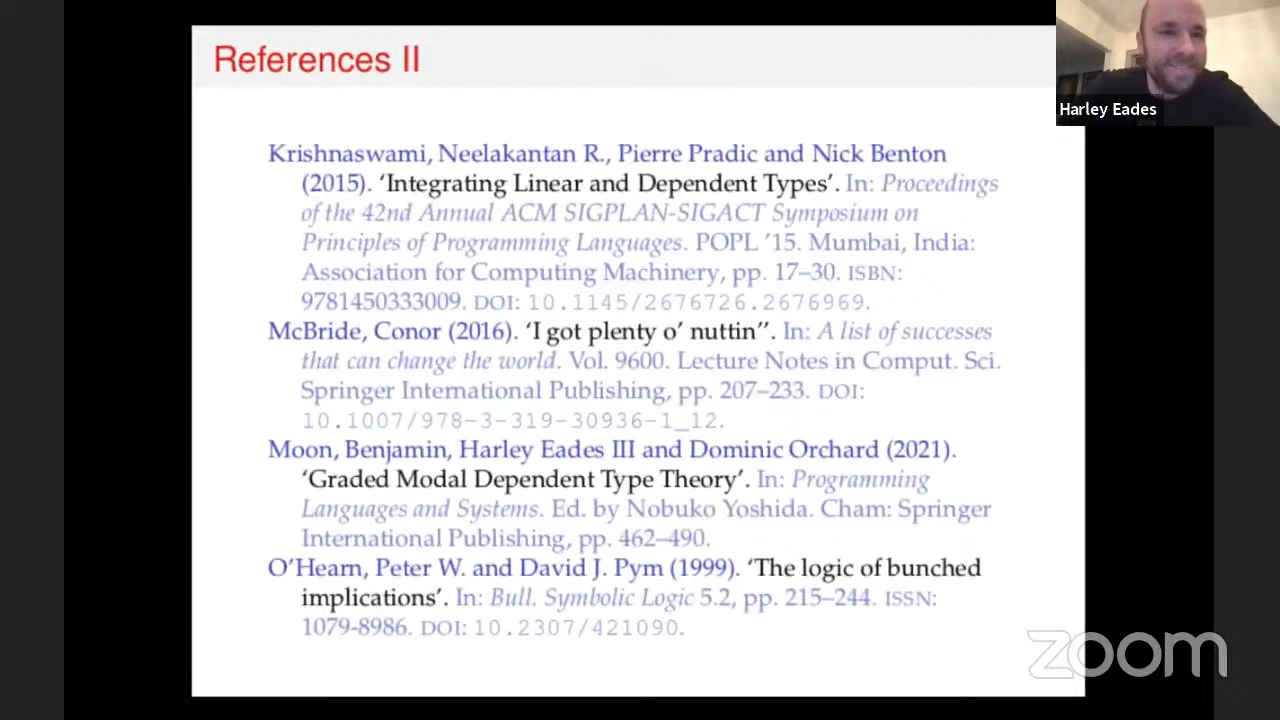 References II
Harley Eades
Krishnaswami, Neelakantan R., Pierre Pradic and Nick Benton
(2015). ‘Integrating Linear and Dependent Types’. In: Proceedings
of the 42nd Annual ACM SIGPLAN-SIGACT Symposium on
Principles of Programming Languages. POPL ’15. Mumbai, India:
Association for Computing Machinery, pp. 17–30. ISBN:
9781450333009. DOI: 10.1145/2676726.2676969.
McBride, Conor (2016). ‘I got plenty o’ nuttin’’. In: A list of successes
that can change the world. Vol. 9600. Lecture Notes in Comput. Sci.
Springer International Publishing, pp. 207–233. DOI:
10.1007/978-3-319-30936-1_12.
Moon, Benjamin, Harley Eades III and Dominic Orchard (2021).
‘Graded Modal Dependent Type Theory’. In: Programming
Languages and Systems. Ed. by Nobuko Yoshida. Cham: Springer
International Publishing, pp. 462–490.
O’Hearn, Peter W. and David J. Pym (1999). ‘The logic of bunched
implications’. In: Bull. Symbolic Logic 5.2, pp. 215–244. ISSN:
1079-8986. DOI: 10.2307/421090.
zoom